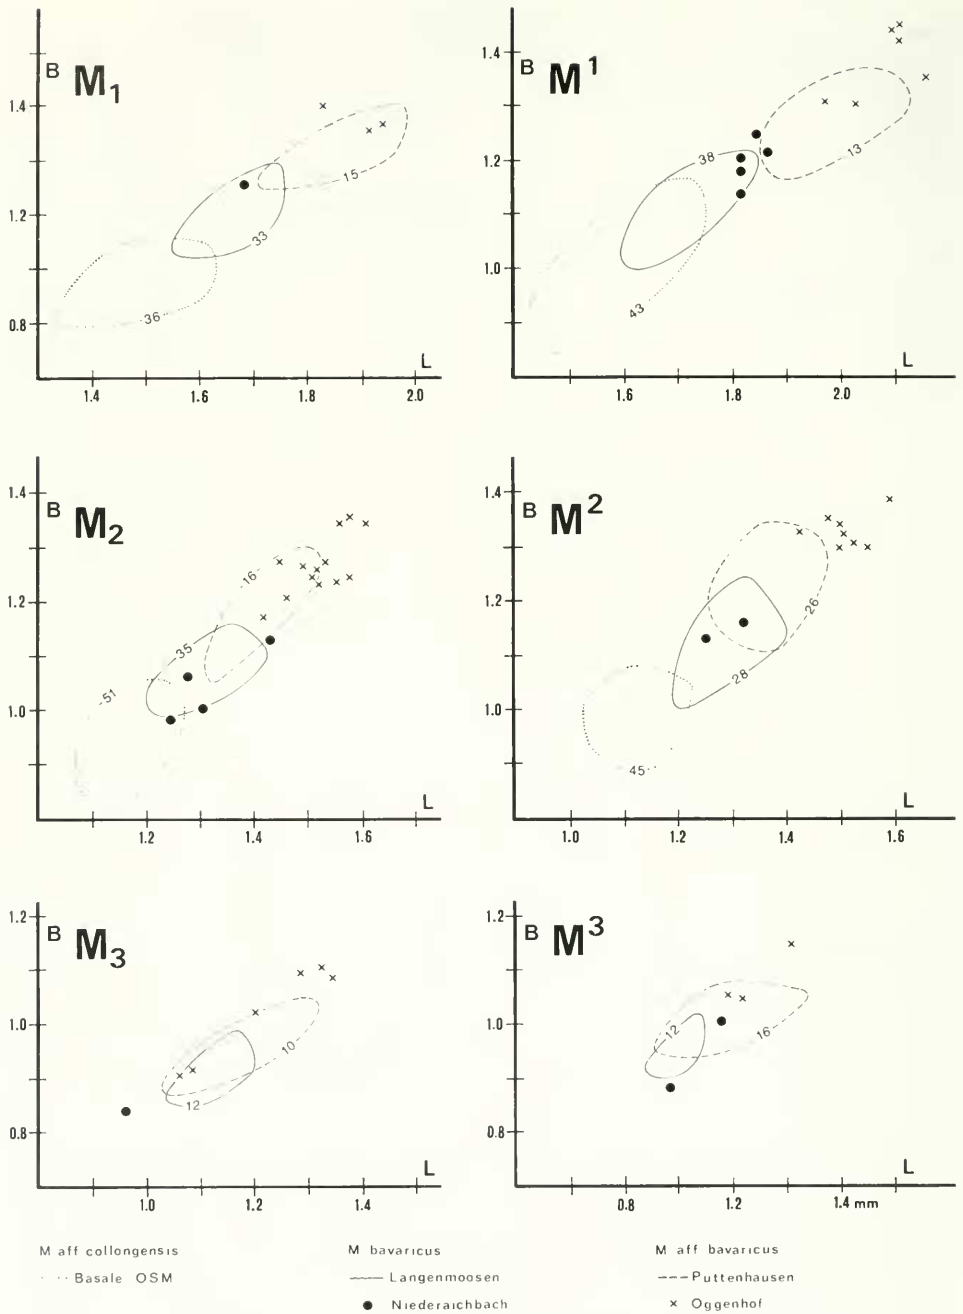 B M1
1.4
1.2
0.8
15
33
36
L
1.4 1.6 1.8 2.0
B M1
1.4
1.2
1.0
38
13
43
L
1.6 1.8 2.0
B M2
1.4
1.2
1.0
16
35
51
L
1.2 1.4 1.6
B M2
1.4
1.2
1.0
26
28
45
L
1.0 1.2 1.4 1.6
B M3
1.2
1.0
0.8
10
12
L
1.0 1.2 1.4
B M3
1.2
1.0
0.8
12
16
L
0.8 1.2 1.4 mm
M aff collongensis
Basale OSM
M bavaricus
Langenmoosen
Niederaichbach
M aff bavaricus
Puttenhausen
Oggenhof